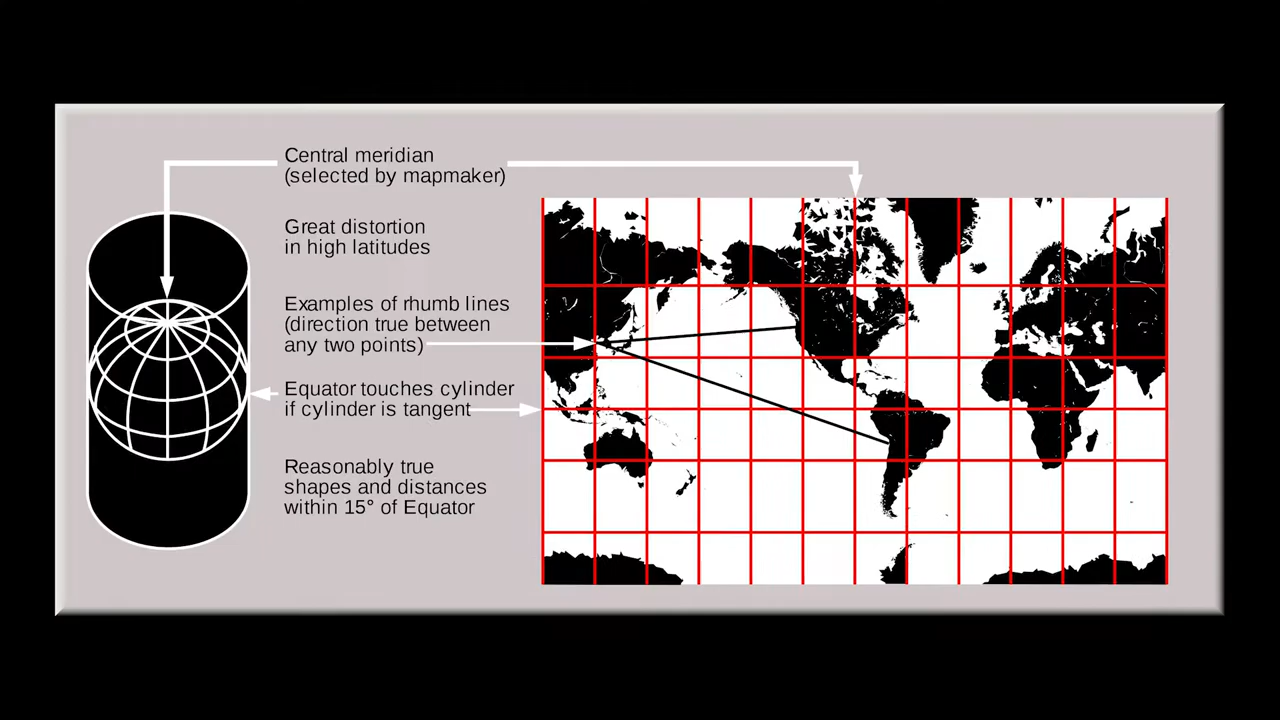 Central meridian
(selected by mapmaker)
Great distortion
in high latitudes
Examples of rhumb lines
(direction true between
any two points)
Equator touches cylinder
if cylinder is tangent
Reasonably true
shapes and distances
within 15° of Equator